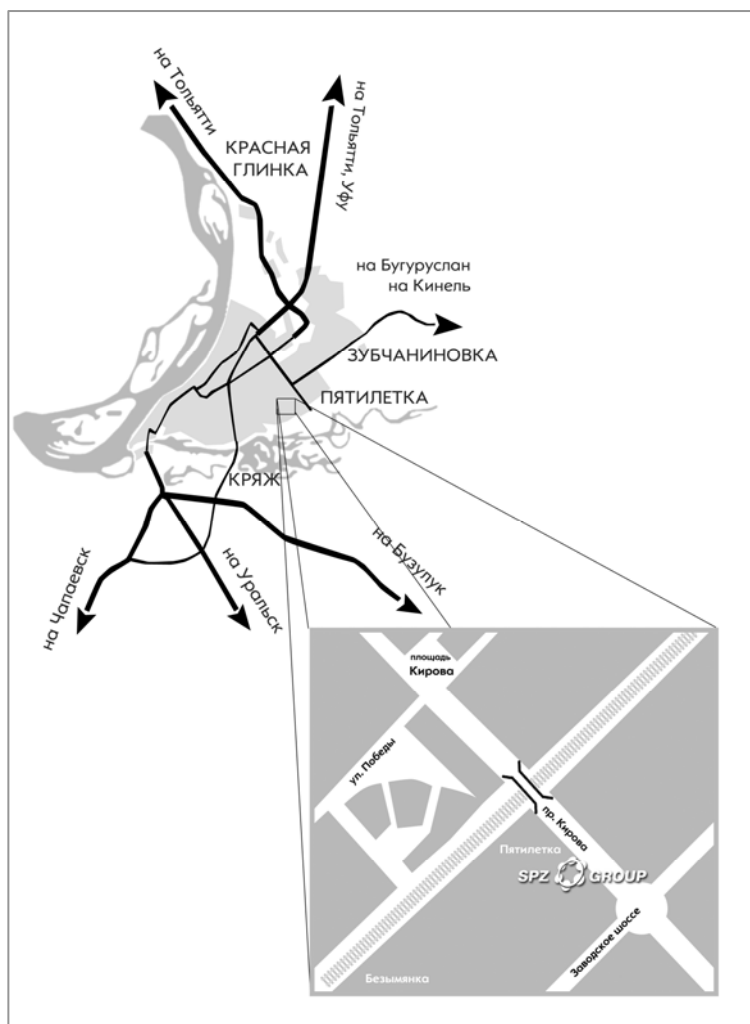 на Тольятти
на Тольятти, Уфу
КРАСНАЯ
ГЛИНКА
на Бугуруслан
на Кинель
ЗУБЧАНИНОВКА
ПЯТИЛЕТКА
КРЯЖ
на Чапаевск
на Уральск
на Бузулук
площадь
Кирова
ул. Победы
пр. Кирова
Пятилетка
SPZ GROUP
Заводское шоссе
Безымянка